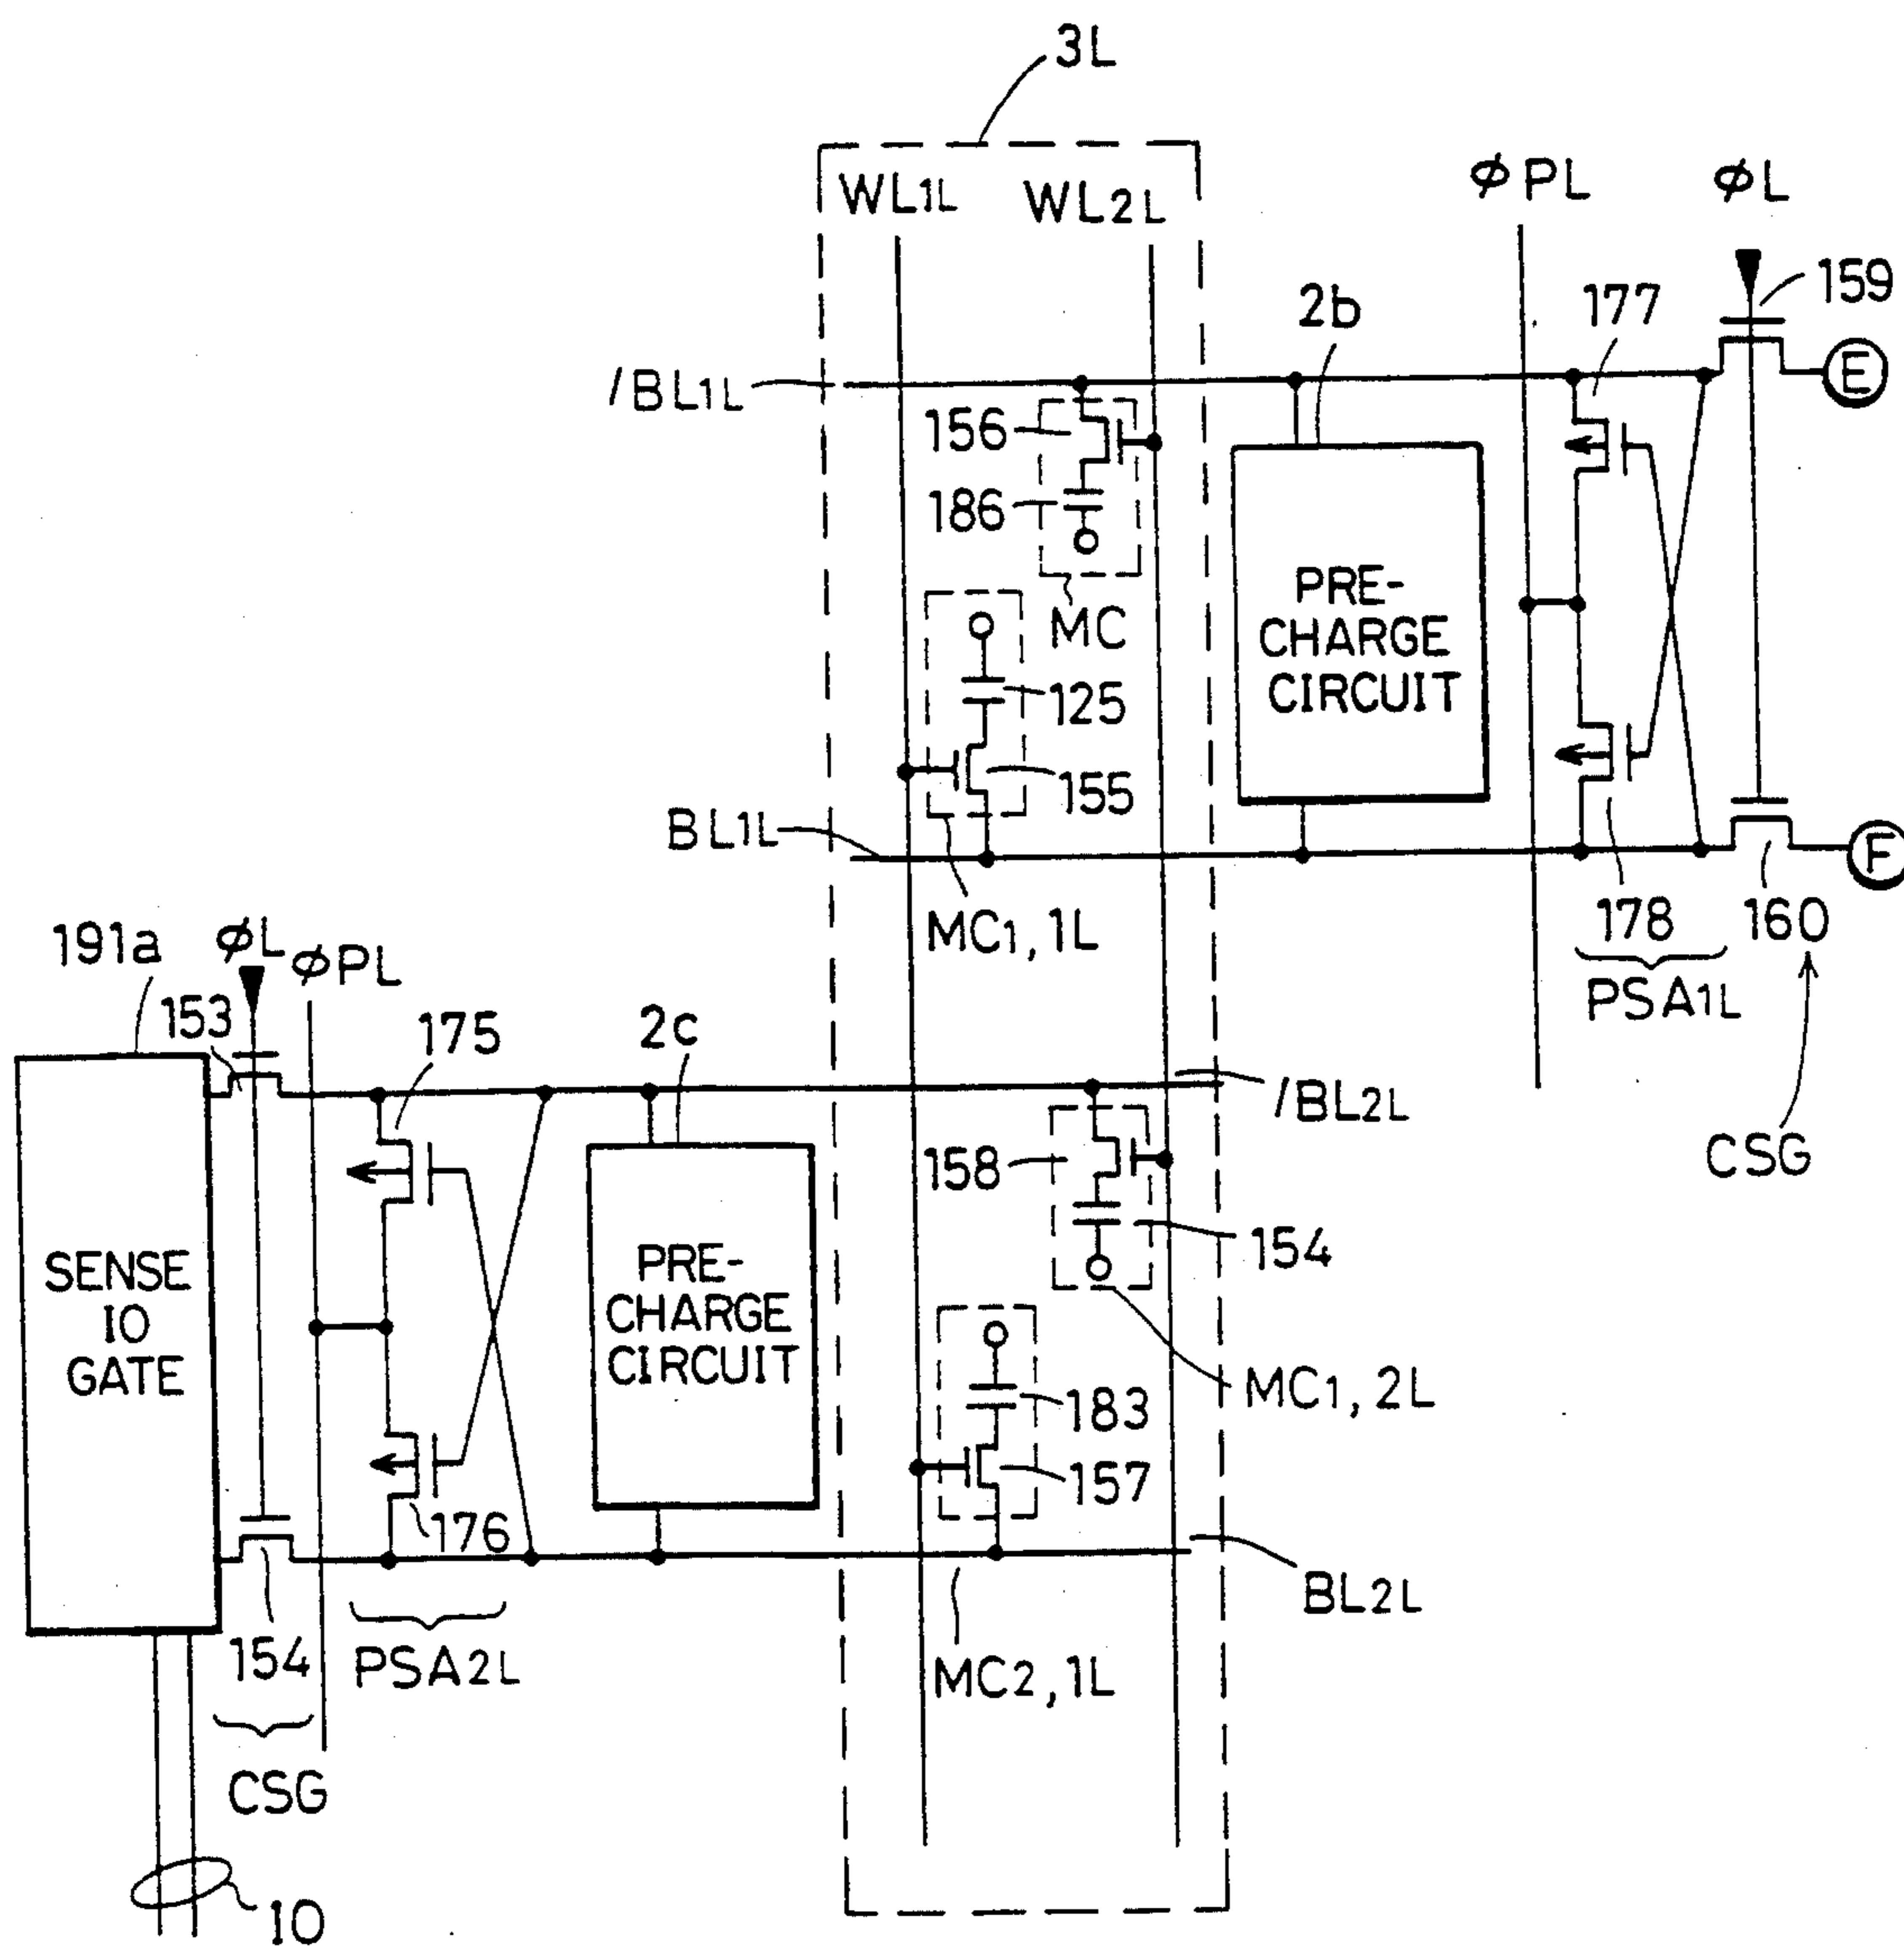 3L
WL1L
WL2L
φPL
φL
159
177
2b
/BL1L
156
186
MC
E
PRE-
CHARGE
CIRCUIT
125
155
BL1L
MC1,1L
178
160
F
PSA1L
CSG
191a
φL
φPL
153
175
2c
/BL2L
158
154
SENSE
IO
GATE
PRE-
CHARGE
CIRCUIT
MC1,2L
183
157
176
BL2L
154
PSA2L
MC2,1L
CSG
10